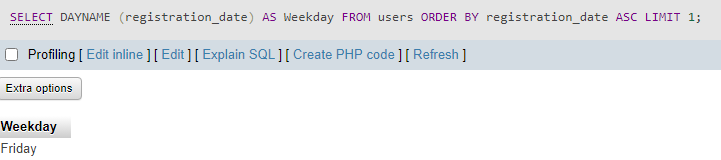 SELECT DAYNAME (registration_date) AS Weekday FROM users ORDER BY registration_date ASC LIMIT 1;
Profiling [ Edit inline ] [ Edit ] [ Explain SQL ] [ Create PHP code ] [ Refresh ]
Extra options
Weekday
Friday